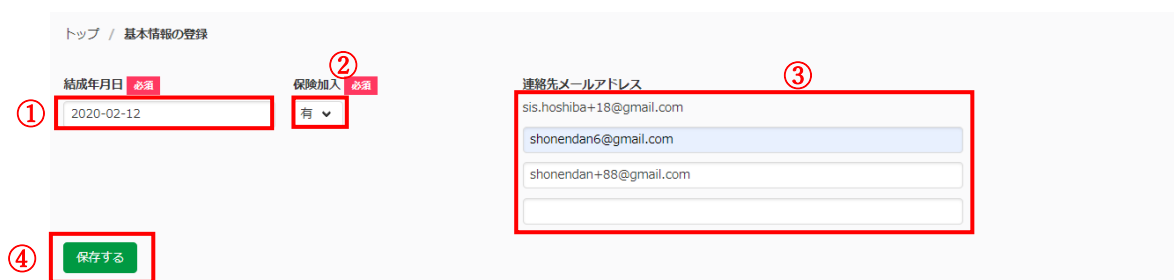 トップ / 基本情報の登録
②
結成年月日 必須 保険加入 必須 連絡先メールアドレス ③
① 2020-02-12 有 sis.hoshiba+18@gmail.com
shonendan6@gmail.com
shonendan+88@gmail.com
④ 保存する